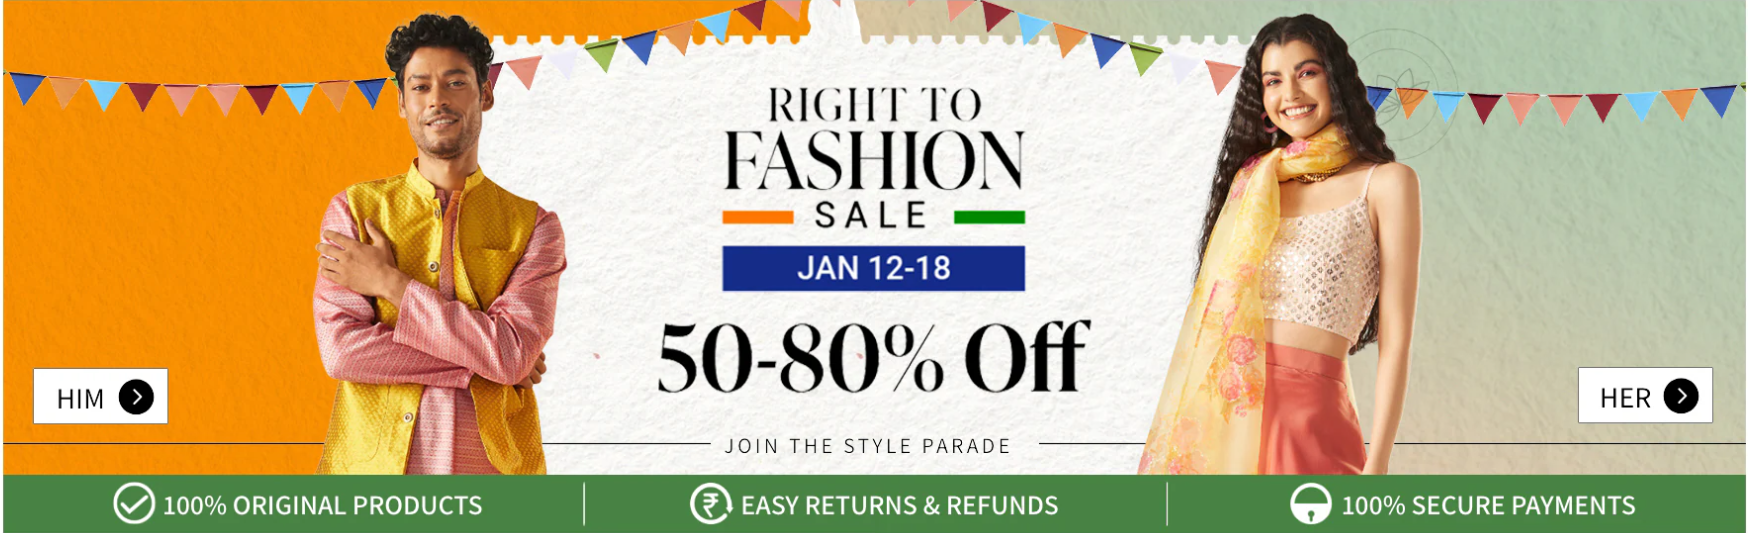 RIGHT TO
FASHION
SALE
JAN 12-18
50-80% Off
HIM
HER
JOIN THE STYLE PARADE
100% ORIGINAL PRODUCTS
EASY RETURNS & REFUNDS
100% SECURE PAYMENTS